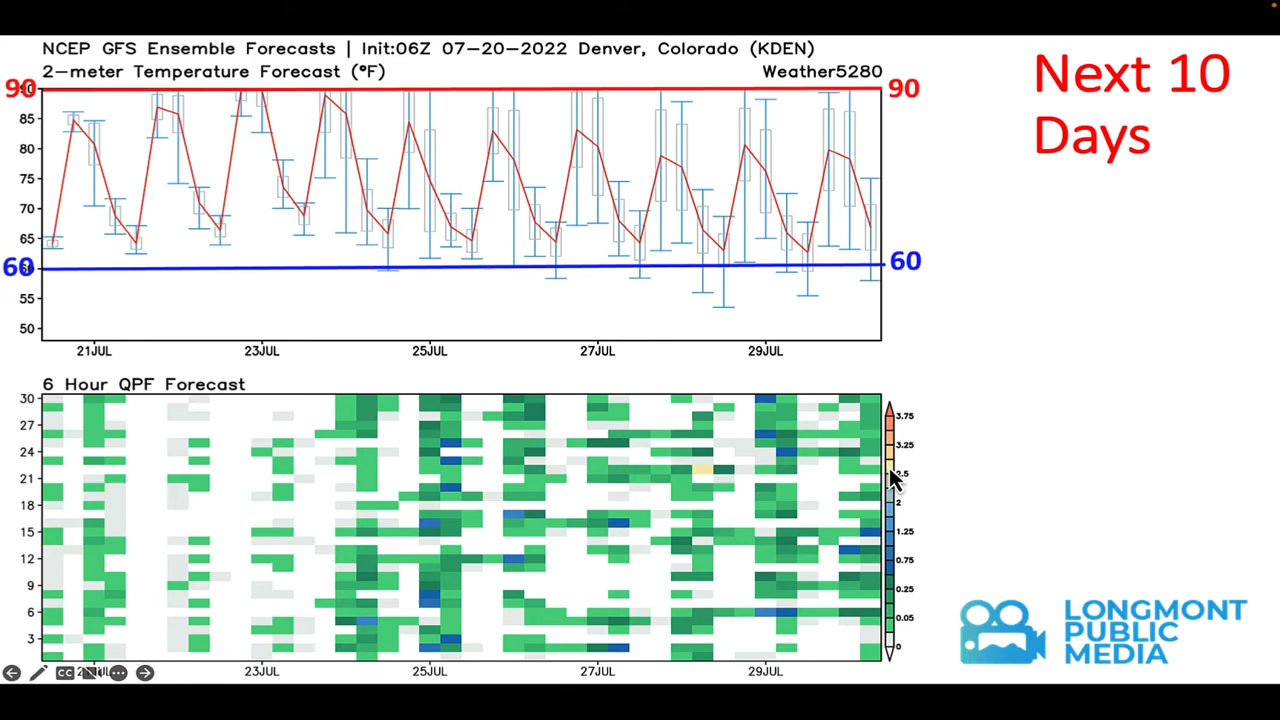 NCEP GFS Ensemble Forecasts | Init:06Z 07-20-2022 Denver, Colorado (KDEN)
2-meter Temperature Forecast (°F)
Weather5280
Next 10
Days
90
90
85
80
75
70
65
60
60
55
50
21JUL
23JUL
25JUL
27JUL
29JUL
6 Hour QPF Forecast
30
27
24
21
18
15
12
9
6
3
23JUL
25JUL
27JUL
29JUL
3.75
3.25
2
1.25
0.75
0.25
0.05
0
CC
LONGMONT
PUBLIC
MEDIA